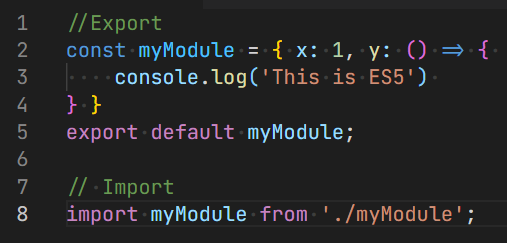 1 //Export
2 const myModule = { x: 1, y: () => {
3     console.log('This is ES5')
4 } }
5 export default myModule;
6
7 // Import
8 import myModule from './myModule';